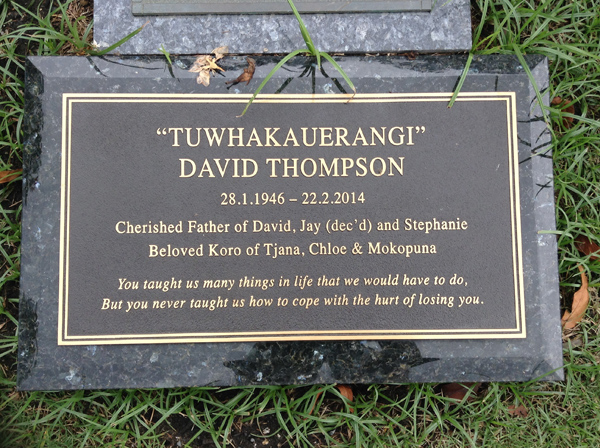 “TUWHAKAUERANGI”
DAVID THOMPSON
28.1.1946 – 22.2.2014
Cherished Father of David, Jay (dec’d) and Stephanie
Beloved Koro of Tjana, Chloe & Mokopuna
You taught us many things in life that we would have to do,
But you never taught us how to cope with the hurt of losing you.